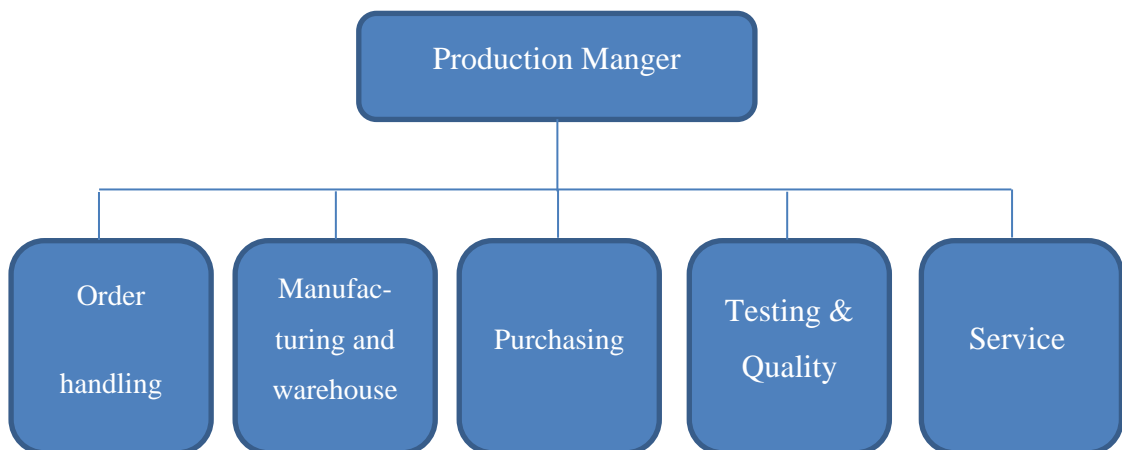 Production Manger
Order
handling
Manufac-
turing and
warehouse
Purchasing
Testing &
Quality
Service